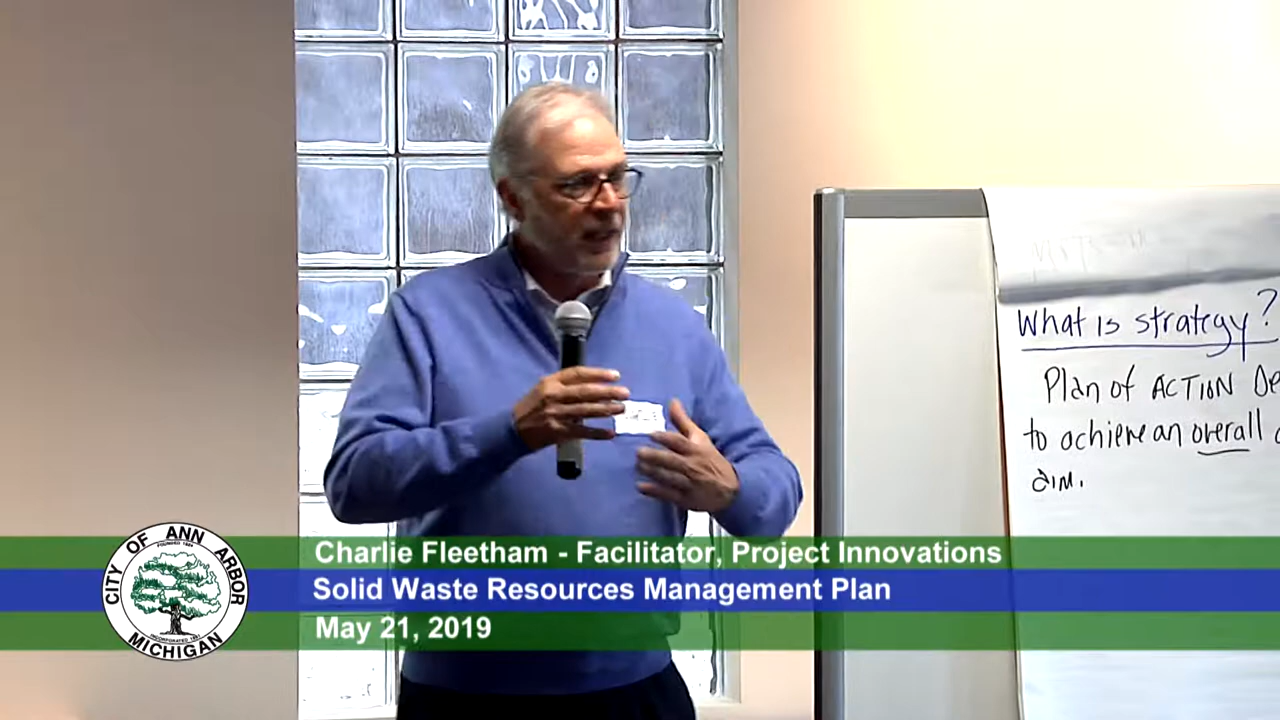 What is strategy?
Plan of ACTION
to achieve an overall
aim.
Charlie Fleetham - Facilitator, Project Innovations
Solid Waste Resources Management Plan
May 21, 2019
CITY OF ANN ARBOR
MICHIGAN